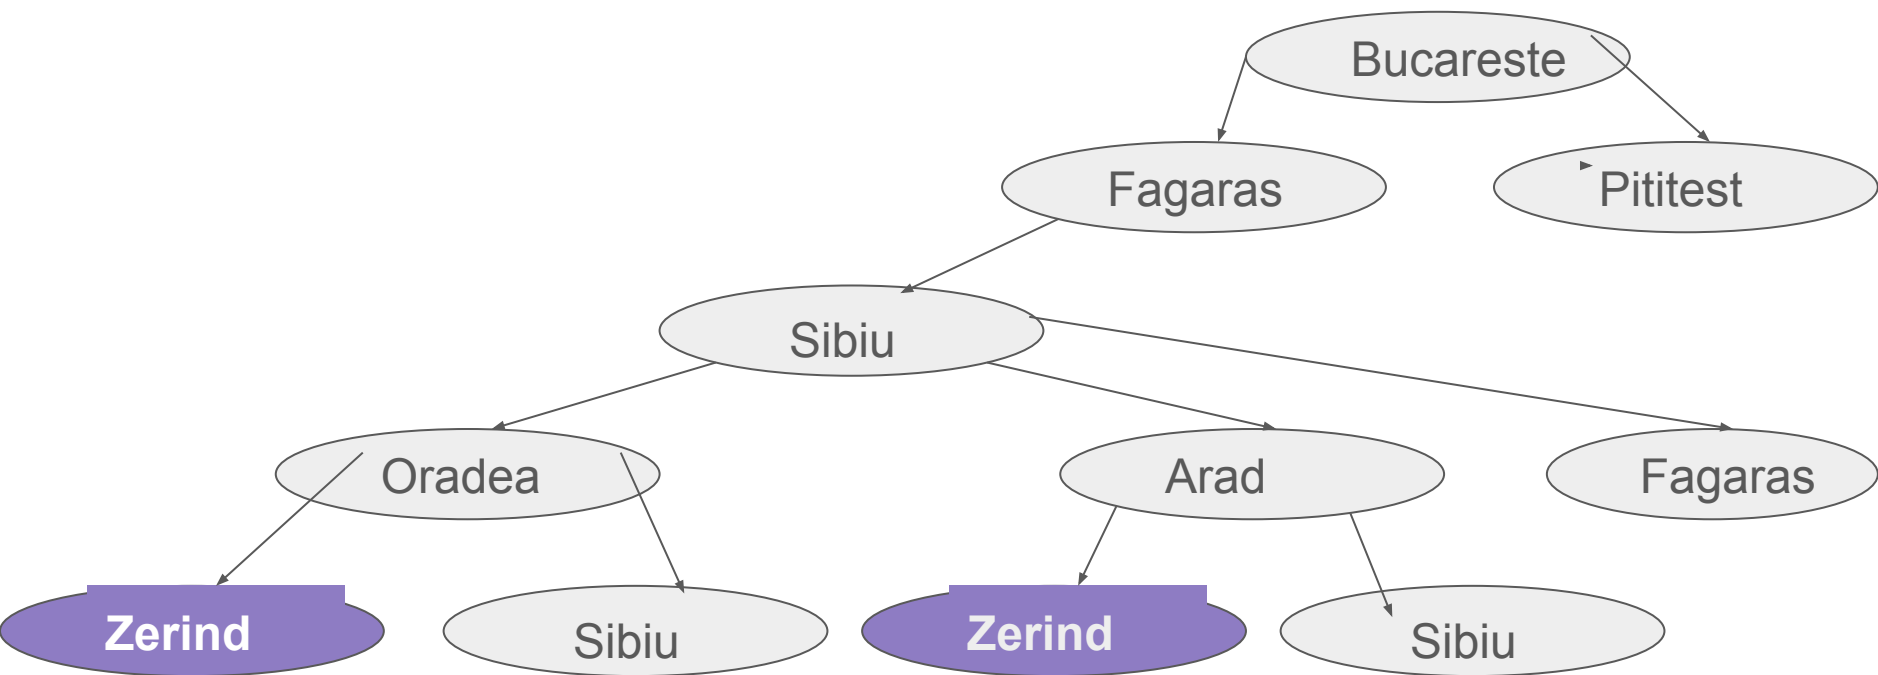 Bucareste
Fagaras
Pititest
Sibiu
Oradea
Arad
Fagaras
Zerind
Sibiu
Zerind
Sibiu